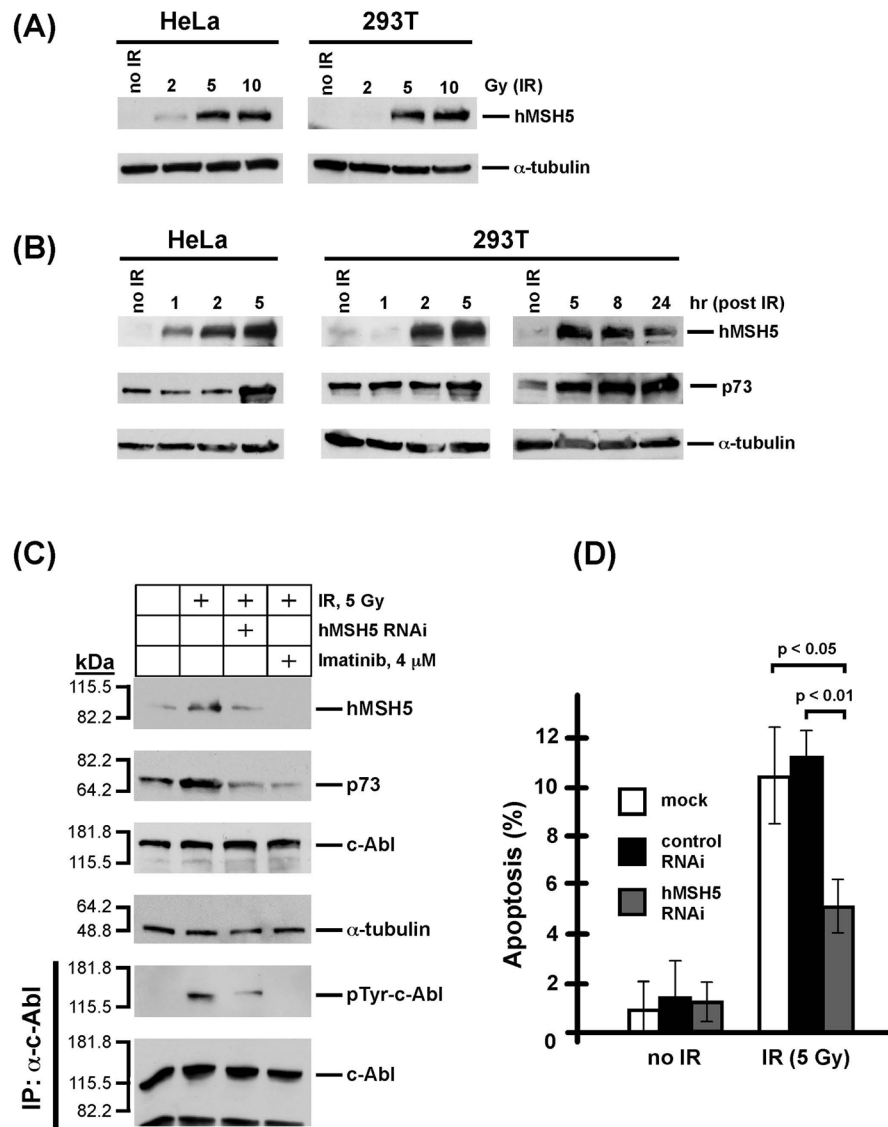 (A)
HeLa
293T
no IR 2 5 10
no IR 2 5 10
Gy (IR)
hMSH5
α-tubulin
(B)
HeLa
293T
no IR 1 2 5
no IR 1 2 5
no IR 5 8 24
hr (post IR)
hMSH5
p73
α-tubulin
(C)
+ + + IR, 5 Gy
+ hMSH5 RNAi
+ Imatinib, 4 μM
kDa
115.5
82.2
hMSH5
82.2
64.2
p73
181.8
115.5
c-Abl
64.2
48.8
α-tubulin
IP: α-c-Abl
181.8
115.5
pTyr-c-Abl
181.8
115.5
82.2
c-Abl
(D)
p < 0.05
p < 0.01
Apoptosis (%)
12
10
8
6
4
2
0
mock
control
RNAi
hMSH5
RNAi
no IR
IR (5 Gy)